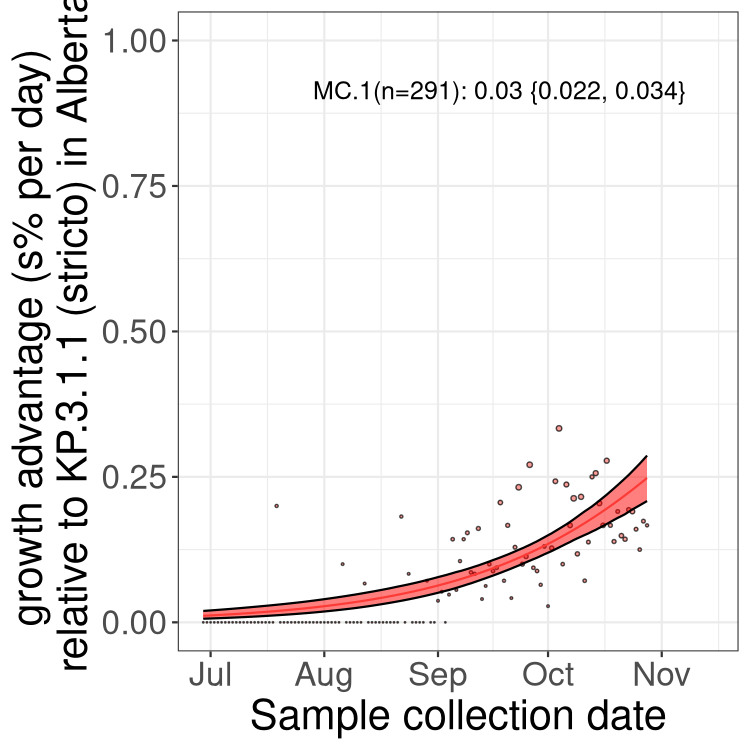 growth advantage (s% per day)
relative to KP.3.1.1 (stricto) in Alberta
1.00
0.75
0.50
0.25
0.00
MC.1(n=291): 0.03 {0.022, 0.034}
Jul Aug Sep Oct Nov
Sample collection date